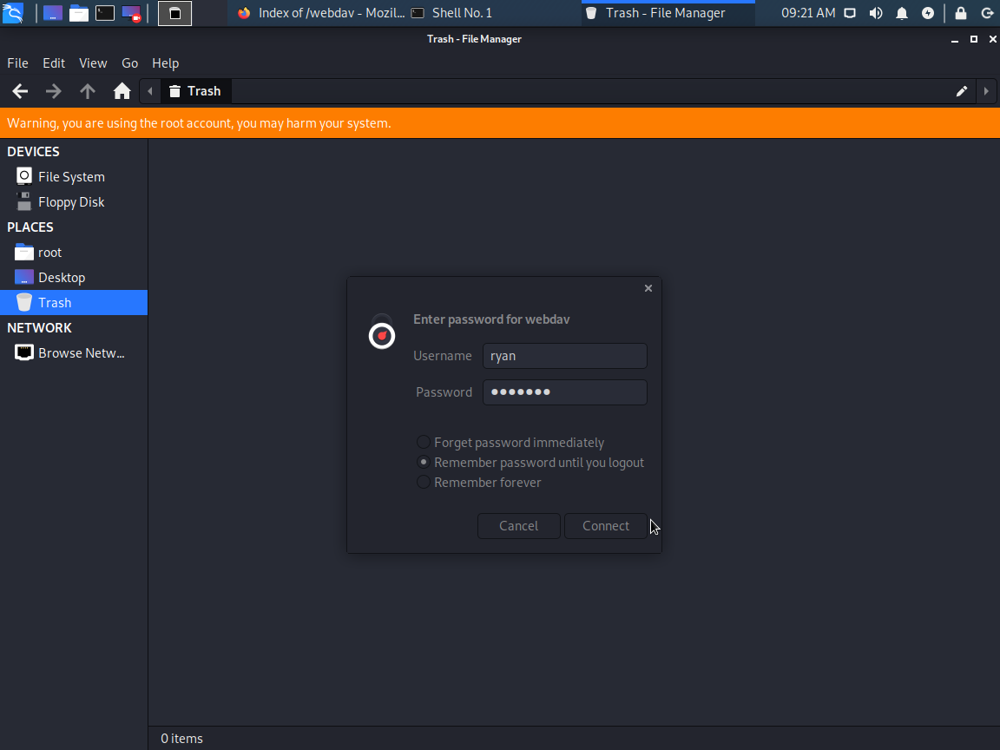 Index of /webdav - Mozil... Shell No. 1 Trash - File Manager 09:21 AM
Trash - File Manager
File Edit View Go Help
Trash
Warning, you are using the root account, you may harm your system.
DEVICES
File System
Floppy Disk
PLACES
root
Desktop
Trash
NETWORK
Browse Netw...
Enter password for webdav
Username ryan
Password •••••••
Forget password immediately
Remember password until you logout
Remember forever
Cancel Connect
0 items